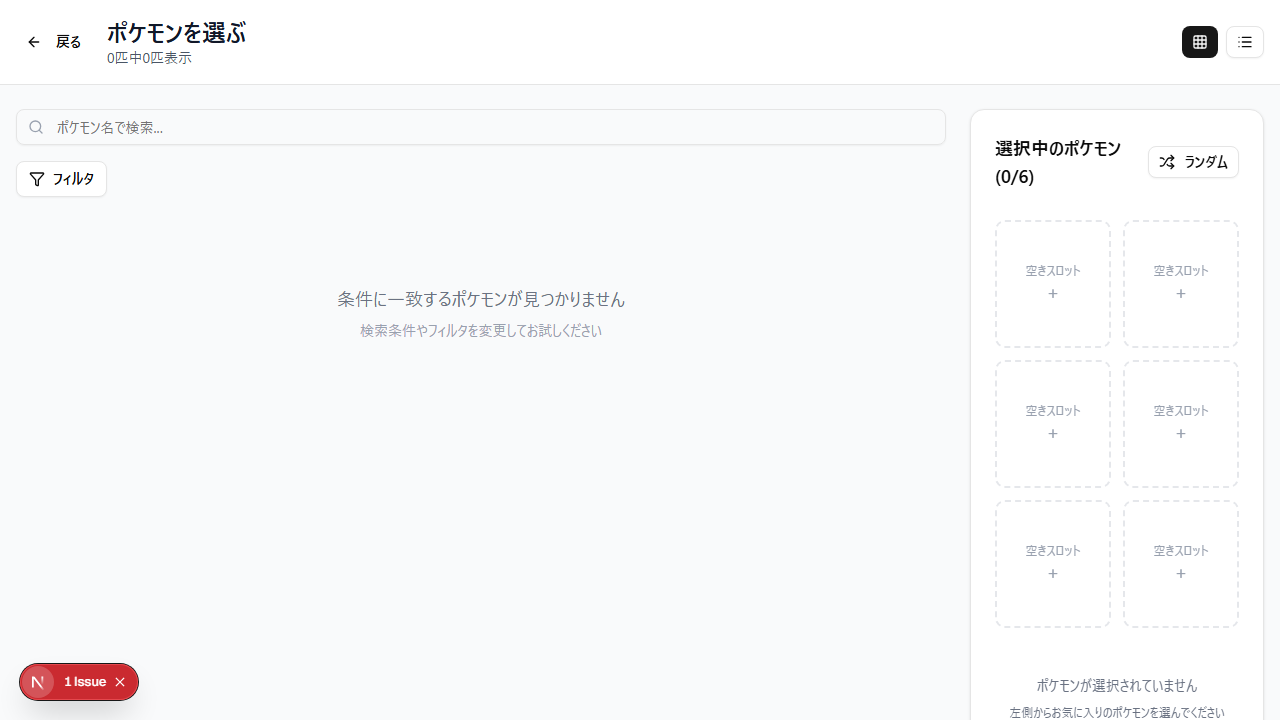 戻る
ポケモンを選ぶ
0匹中0匹表示
ポケモン名で検索...
フィルタ
条件に一致するポケモンが見つかりません
検索条件やフィルタを変更してお試しください
選択中のポケモン
(0/6)
ランダム
空きスロット
+
空きスロット
+
空きスロット
+
空きスロット
+
空きスロット
+
空きスロット
+
ポケモンが選択されていません
左側からお気に入りのポケモンを選んでください
N
1 Issue